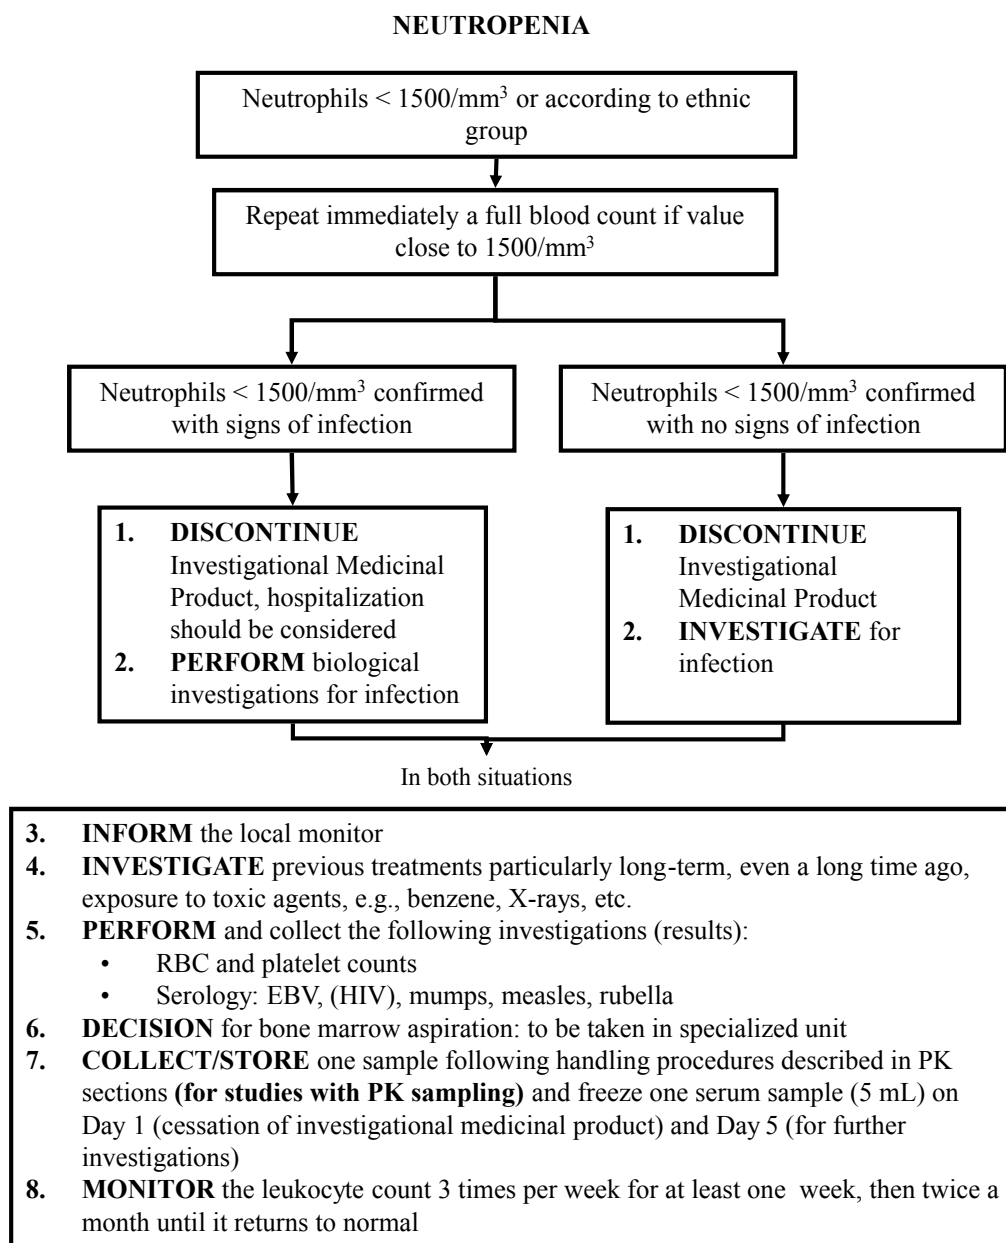 NEUTROPENIA
Neutrophils < 1500/mm³ or according to ethnic
group
Repeat immediately a full blood count if value
close to 1500/mm³
Neutrophils < 1500/mm³ confirmed
with signs of infection
Neutrophils < 1500/mm³ confirmed
with no signs of infection
1. DISCONTINUE
Investigational Medicinal
Product, hospitalization
should be considered
2. PERFORM biological
investigations for infection
1. DISCONTINUE
Investigational
Medicinal Product
2. INVESTIGATE for
infection
In both situations
3. INFORM the local monitor
4. INVESTIGATE previous treatments particularly long-term, even a long time ago,
exposure to toxic agents, e.g., benzene, X-rays, etc.
5. PERFORM and collect the following investigations (results):
• RBC and platelet counts
• Serology: EBV, (HIV), mumps, measles, rubella
6. DECISION for bone marrow aspiration: to be taken in specialized unit
7. COLLECT/STORE one sample following handling procedures described in PK
sections (for studies with PK sampling) and freeze one serum sample (5 mL) on
Day 1 (cessation of investigational medicinal product) and Day 5 (for further
investigations)
8. MONITOR the leukocyte count 3 times per week for at least one week, then twice a
month until it returns to normal